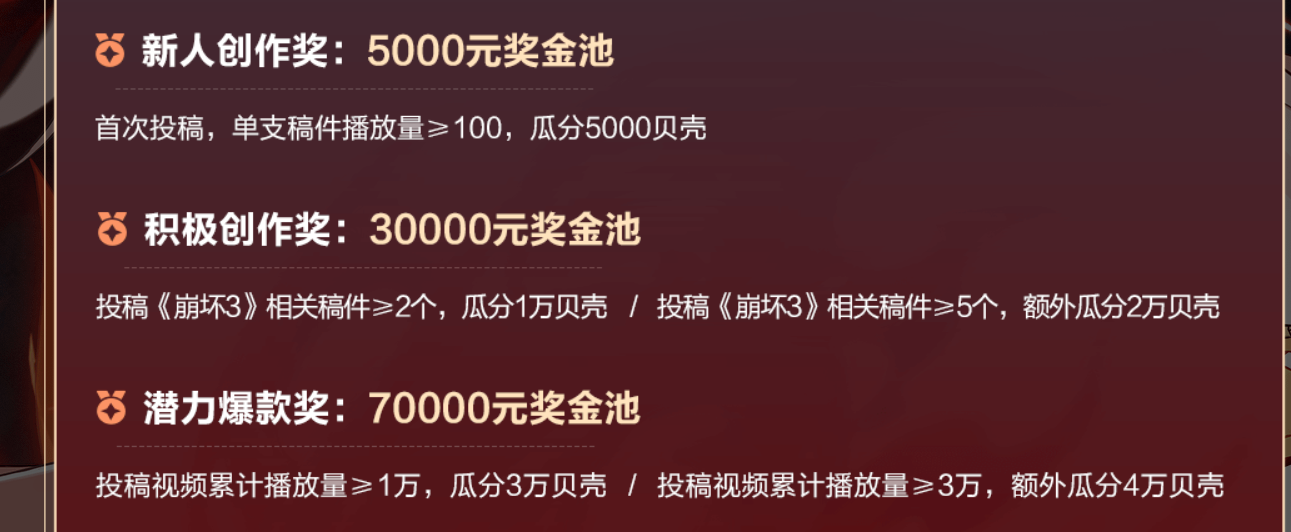 新人创作奖：5000元奖金池
首次投稿，单支稿件播放量≥100，瓜分5000贝壳
积极创作奖：30000元奖金池
投稿《崩坏3》相关稿件≥2个，瓜分1万贝壳 / 投稿《崩坏3》相关稿件≥5个，额外瓜分2万贝壳
潜力爆款奖：70000元奖金池
投稿视频累计播放量≥1万，瓜分3万贝壳 / 投稿视频累计播放量≥3万，额外瓜分4万贝壳